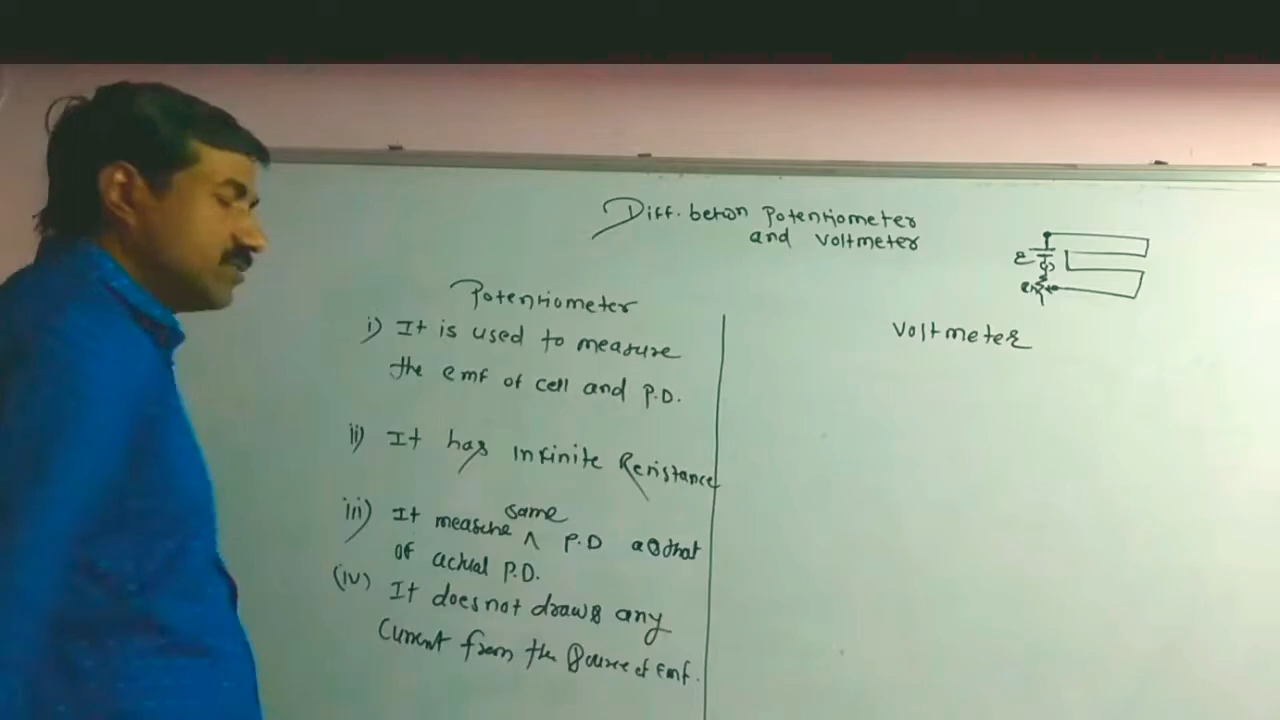 Diff. betwn Potentiometer
and Voltmeter
E
Potentiometer
Voltmeter
i) It is used to measure
the emf of cell and P.D.
ii) It has Infinite Resistance
same
iii) It measure ^ P.D as that
of actual P.D.
(iv) It does not draws any
Current from the source of Emf.